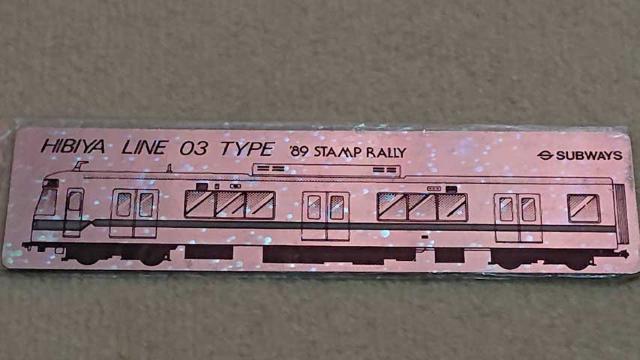 HIBIYA LINE 03 TYPE '89 STAMP RALLY SUBWAYS